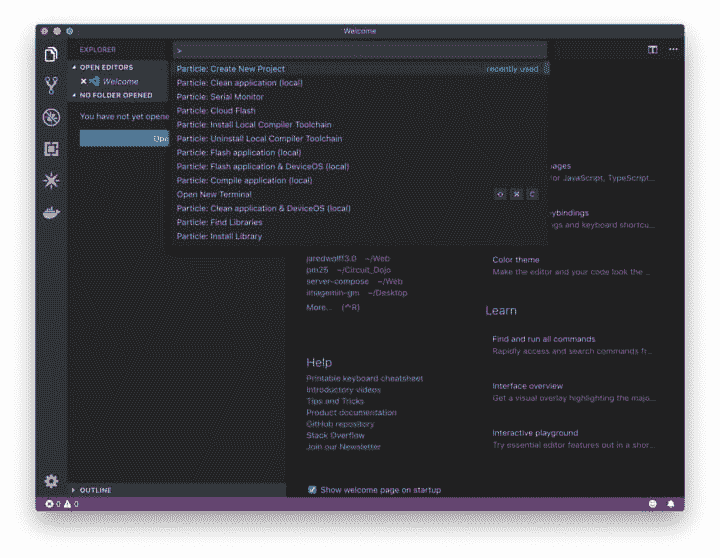 Welcome
EXPLORER
OPEN EDITORS
Welcome
NO FOLDER OPENED
You have not yet opene
Ope
>
Particle: Create New Project recently used
Particle: Clean application (local)
Particle: Serial Monitor
Particle: Cloud Flash
Particle: Install Local Compiler Toolchain
Particle: Uninstall Local Compiler Toolchain
Particle: Flash application (local)
Particle: Flash application & DeviceOS (local)
Particle: Compile application (local)
Open New Terminal ⌘ C
Particle: Clean application & DeviceOS (local)
Particle: Find Libraries
Particle: Install Library
jaredwolff3.0 ~/Web
pm25 ~/Circuit_Dojo
server-compose ~/Web
imagemin-gm ~/Desktop
More... (^R)
Help
Printable keyboard cheatsheet
Introductory videos
Tips and Tricks
Product documentation
GitHub repository
Stack Overflow
Join our Newsletter
Show welcome page on startup
ages
or JavaScript, TypeScript...
eybindings
ngs and keyboard shortcu...
Color theme
Make the editor and your code look the ...
Learn
Find and run all commands
Rapidly access and search commands fr...
Interface overview
Get a visual overlay highlighting the majo...
Interactive playground
Try essential editor features out in a shor...
OUTLINE
0 0